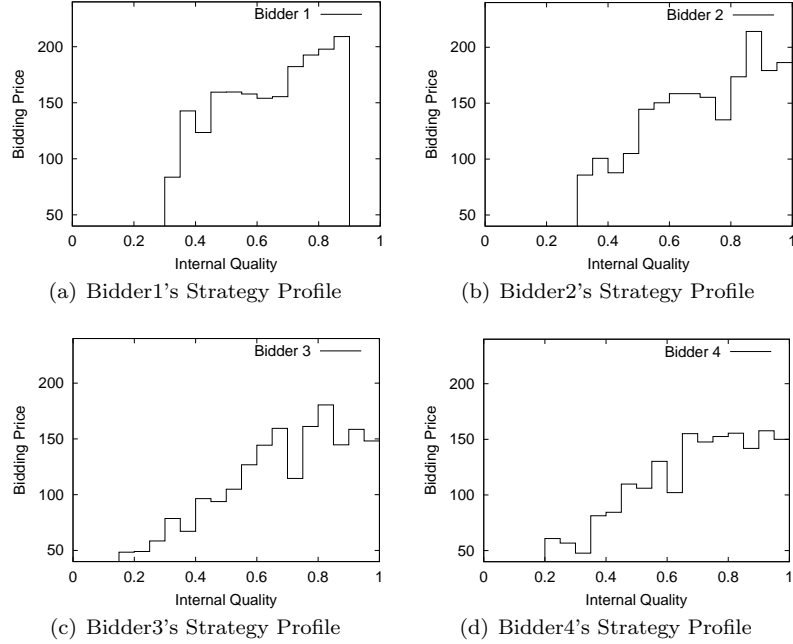 Bidder 1
200
150
100
50
Bidding Price
0 0.2 0.4 0.6 0.8 1
Internal Quality
(a) Bidder1's Strategy Profile
Bidder 2
200
150
100
50
Bidding Price
0 0.2 0.4 0.6 0.8 1
Internal Quality
(b) Bidder2's Strategy Profile
Bidder 3
200
150
100
50
Bidding Price
0 0.2 0.4 0.6 0.8 1
Internal Quality
(c) Bidder3's Strategy Profile
Bidder 4
200
150
100
50
Bidding Price
0 0.2 0.4 0.6 0.8 1
Internal Quality
(d) Bidder4's Strategy Profile